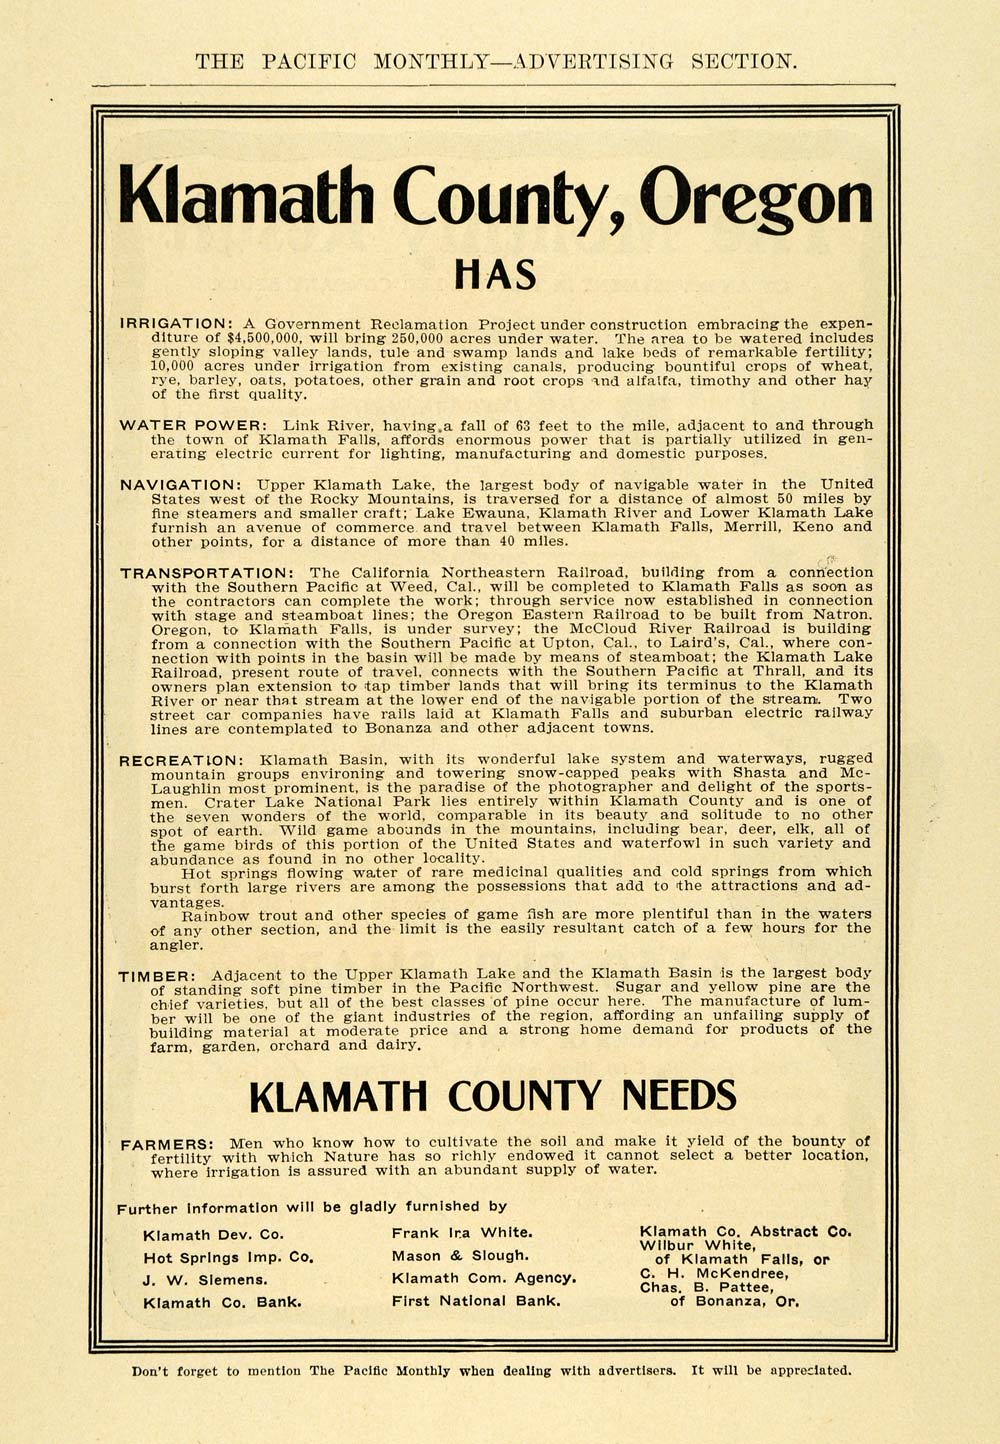 THE PACIFIC MONTHLY—ADVERTISING SECTION.
Klamath County, Oregon
HAS
IRRIGATION: A Government Reclamation Project under construction embracing the expen-
diture of $4,500,000, will bring 250,000 acres under water. The area to be watered includes
gently sloping valley lands, tule and swamp lands and lake beds of remarkable fertility;
10,000 acres under irrigation from existing canals, producing bountiful crops of wheat,
rye, barley, oats, potatoes, other grain and root crops and alfalfa, timothy and other hay
of the first quality.
WATER POWER: Link River, having a fall of 63 feet to the mile, adjacent to and through
the town of Klamath Falls, affords enormous power that is partially utilized in gen-
erating electric current for lighting, manufacturing and domestic purposes.
NAVIGATION: Upper Klamath Lake, the largest body of navigable water in the United
States west of the Rocky Mountains, is traversed for a distance of almost 50 miles by
fine steamers and smaller craft; Lake Ewauna, Klamath River and Lower Klamath Lake
furnish an avenue of commerce and travel between Klamath Falls, Merrill, Keno and
other points, for a distance of more than 40 miles.
TRANSPORTATION: The California Northeastern Railroad, building from a connection
with the Southern Pacific at Weed, Cal., will be completed to Klamath Falls as soon as
the contractors can complete the work; through service now established in connection
with stage and steamboat lines; the Oregon Eastern Railroad to be built from Natron,
Oregon, to Klamath Falls, is under survey; the McCloud River Railroad is building
from a connection with the Southern Pacific at Upton, Cal., to Laird's, Cal., where con-
nection with points in the basin will be made by means of steamboat; the Klamath Lake
Railroad, present route of travel, connects with the Southern Pacific at Thrall, and its
owners plan extension to tap timber lands that will bring its terminus to the Klamath
River or near that stream at the lower end of the navigable portion of the stream. Two
street car companies have rails laid at Klamath Falls and suburban electric railway
lines are contemplated to Bonanza and other adjacent towns.
RECREATION: Klamath Basin, with its wonderful lake system and waterways, rugged
mountain groups environing and towering snow-capped peaks with Shasta and Mc-
Laughlin most prominent, is the paradise of the photographer and delight of the sports-
men. Crater Lake National Park lies entirely within Klamath County and is one of
the seven wonders of the world, comparable in its beauty and solitude to no other
spot of earth. Wild game abounds in the mountains, including bear, deer, elk, all of
the game birds of this portion of the United States and waterfowl in such variety and
abundance as found in no other locality.
Hot springs flowing water of rare medicinal qualities and cold springs from which
burst forth large rivers are among the possessions that add to the attractions and ad-
vantages.
Rainbow trout and other species of game fish are more plentiful than in the waters
of any other section, and the limit is the easily resultant catch of a few hours for the
angler.
TIMBER: Adjacent to the Upper Klamath Lake and the Klamath Basin is the largest body
of standing soft pine timber in the Pacific Northwest. Sugar and yellow pine are the
chief varieties, but all of the best classes of pine occur here. The manufacture of lum-
ber will be one of the giant industries of the region, affording an unfailing supply of
building material at moderate price and a strong home demand for products of the
farm, garden, orchard and dairy.
KLAMATH COUNTY NEEDS
FARMERS: Men who know how to cultivate the soil and make it yield of the bounty of
fertility with which Nature has so richly endowed it cannot select a better location,
where irrigation is assured with an abundant supply of water.
Further information will be gladly furnished by
Klamath Dev. Co.
Hot Springs Imp. Co.
J. W. Siemens.
Klamath Co. Bank.
Frank Ira White.
Mason & Slough.
Klamath Com. Agency.
First National Bank.
Klamath Co. Abstract Co.
Wilbur White,
of Klamath Falls, or
C. H. McKendree,
Chas. B. Pattee,
of Bonanza, Or.
Don't forget to mention The Pacific Monthly when dealing with advertisers. It will be appreciated.